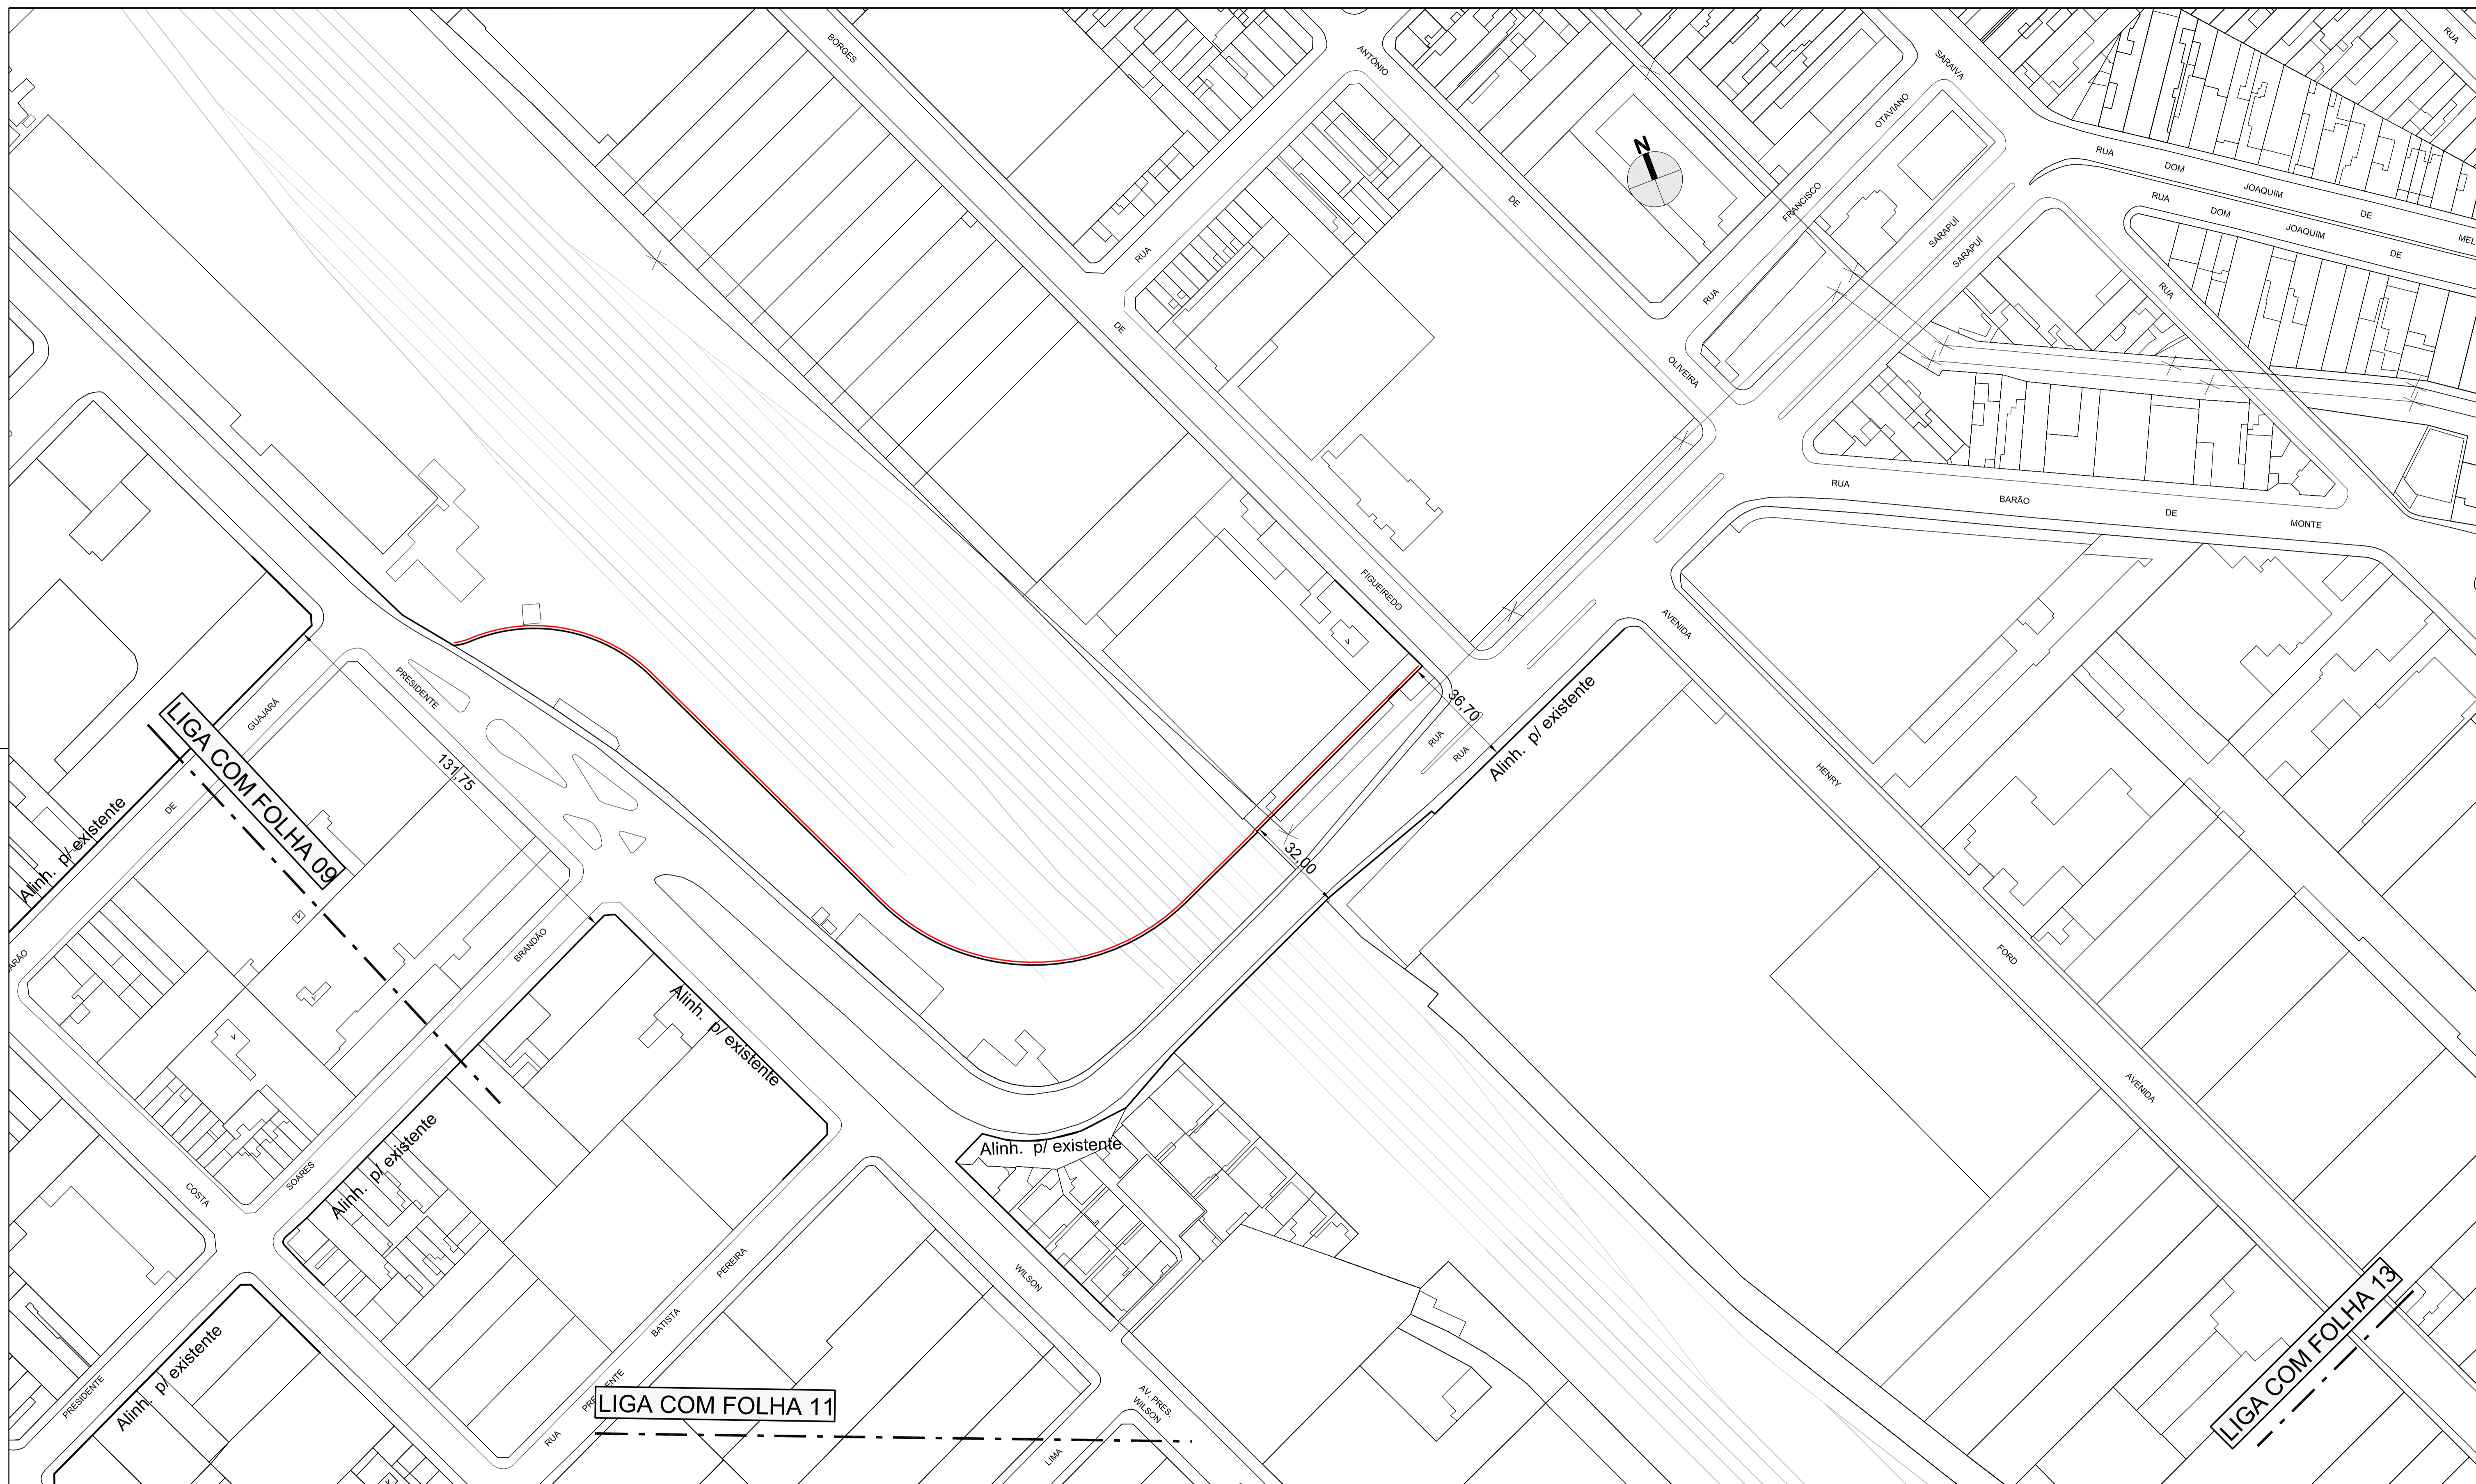 BORGES
ANTÔNIO
SARAIVA
RUA
OTAVIANO
N
RUA
DOM
JOAQUIM
DE
MEL
FRANCISCO
DE
SARAPUÍ
SARAPUÍ
RUA
DOM
JOAQUIM
DE
RUA
RUA
RUA
DE
OLIVEIRA
RUA
BARÃO
DE
MONTE
FIGUEIREDO
AVENIDA
PRESIDENTE
GUAJARÁ
36,70
RUA
RUA
Alinh. p/ existente
LIGA COM FOLHA 09
131,75
HENRY
DE
Alinh. p/ existente
32,00
BRANDÃO
FORD
Alinh. p/ existente
AVENIDA
Alinh. p/ existente
Alinh. p/ existente
SOARES
COSTA
PEREIRA
WILSON
BATISTA
LIGA COM FOLHA 13
Alinh. p/ existente
PRESIDENTE
LIGA COM FOLHA 11
AV. PRES.
WILSON
RUA
LIMA